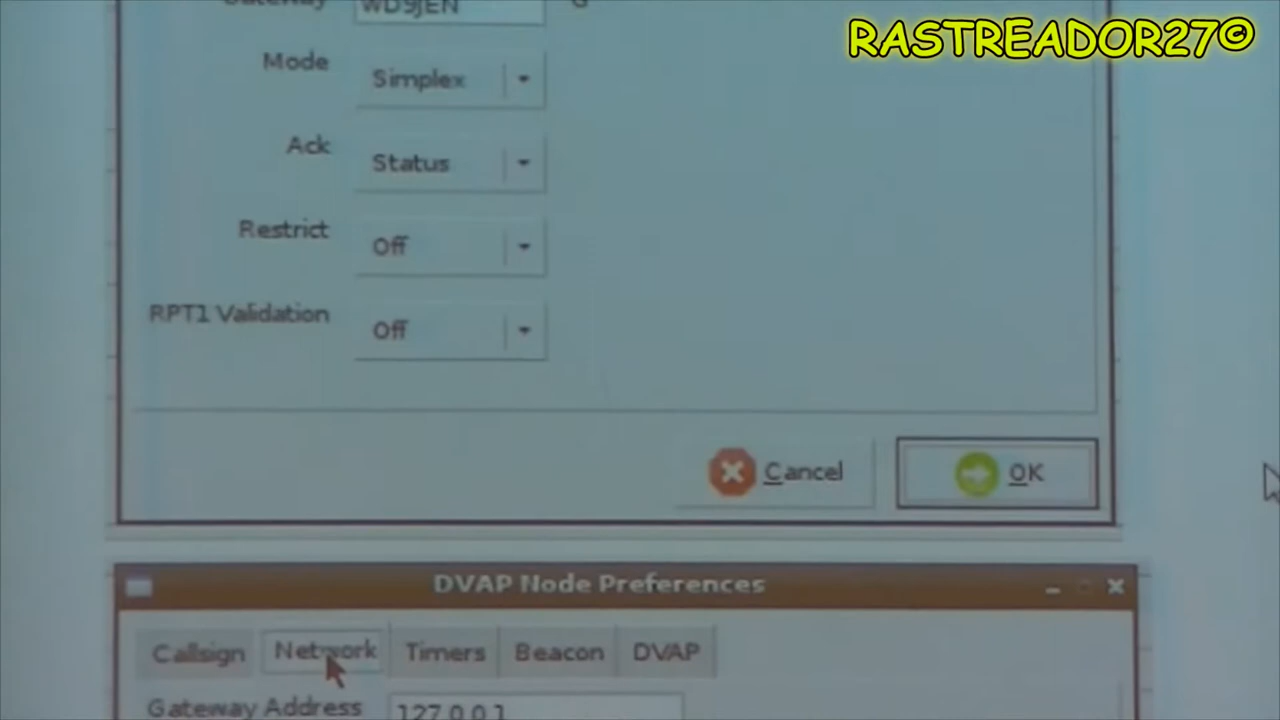 RASTREADOR27©
Gateway WD9JEN G
Mode Simplex
Ack Status
Restrict Off
RPT1 Validation Off
Cancel OK
DVAP Node Preferences
Callsign Network Timers Beacon DVAP
Gateway Address 127.0.0.1